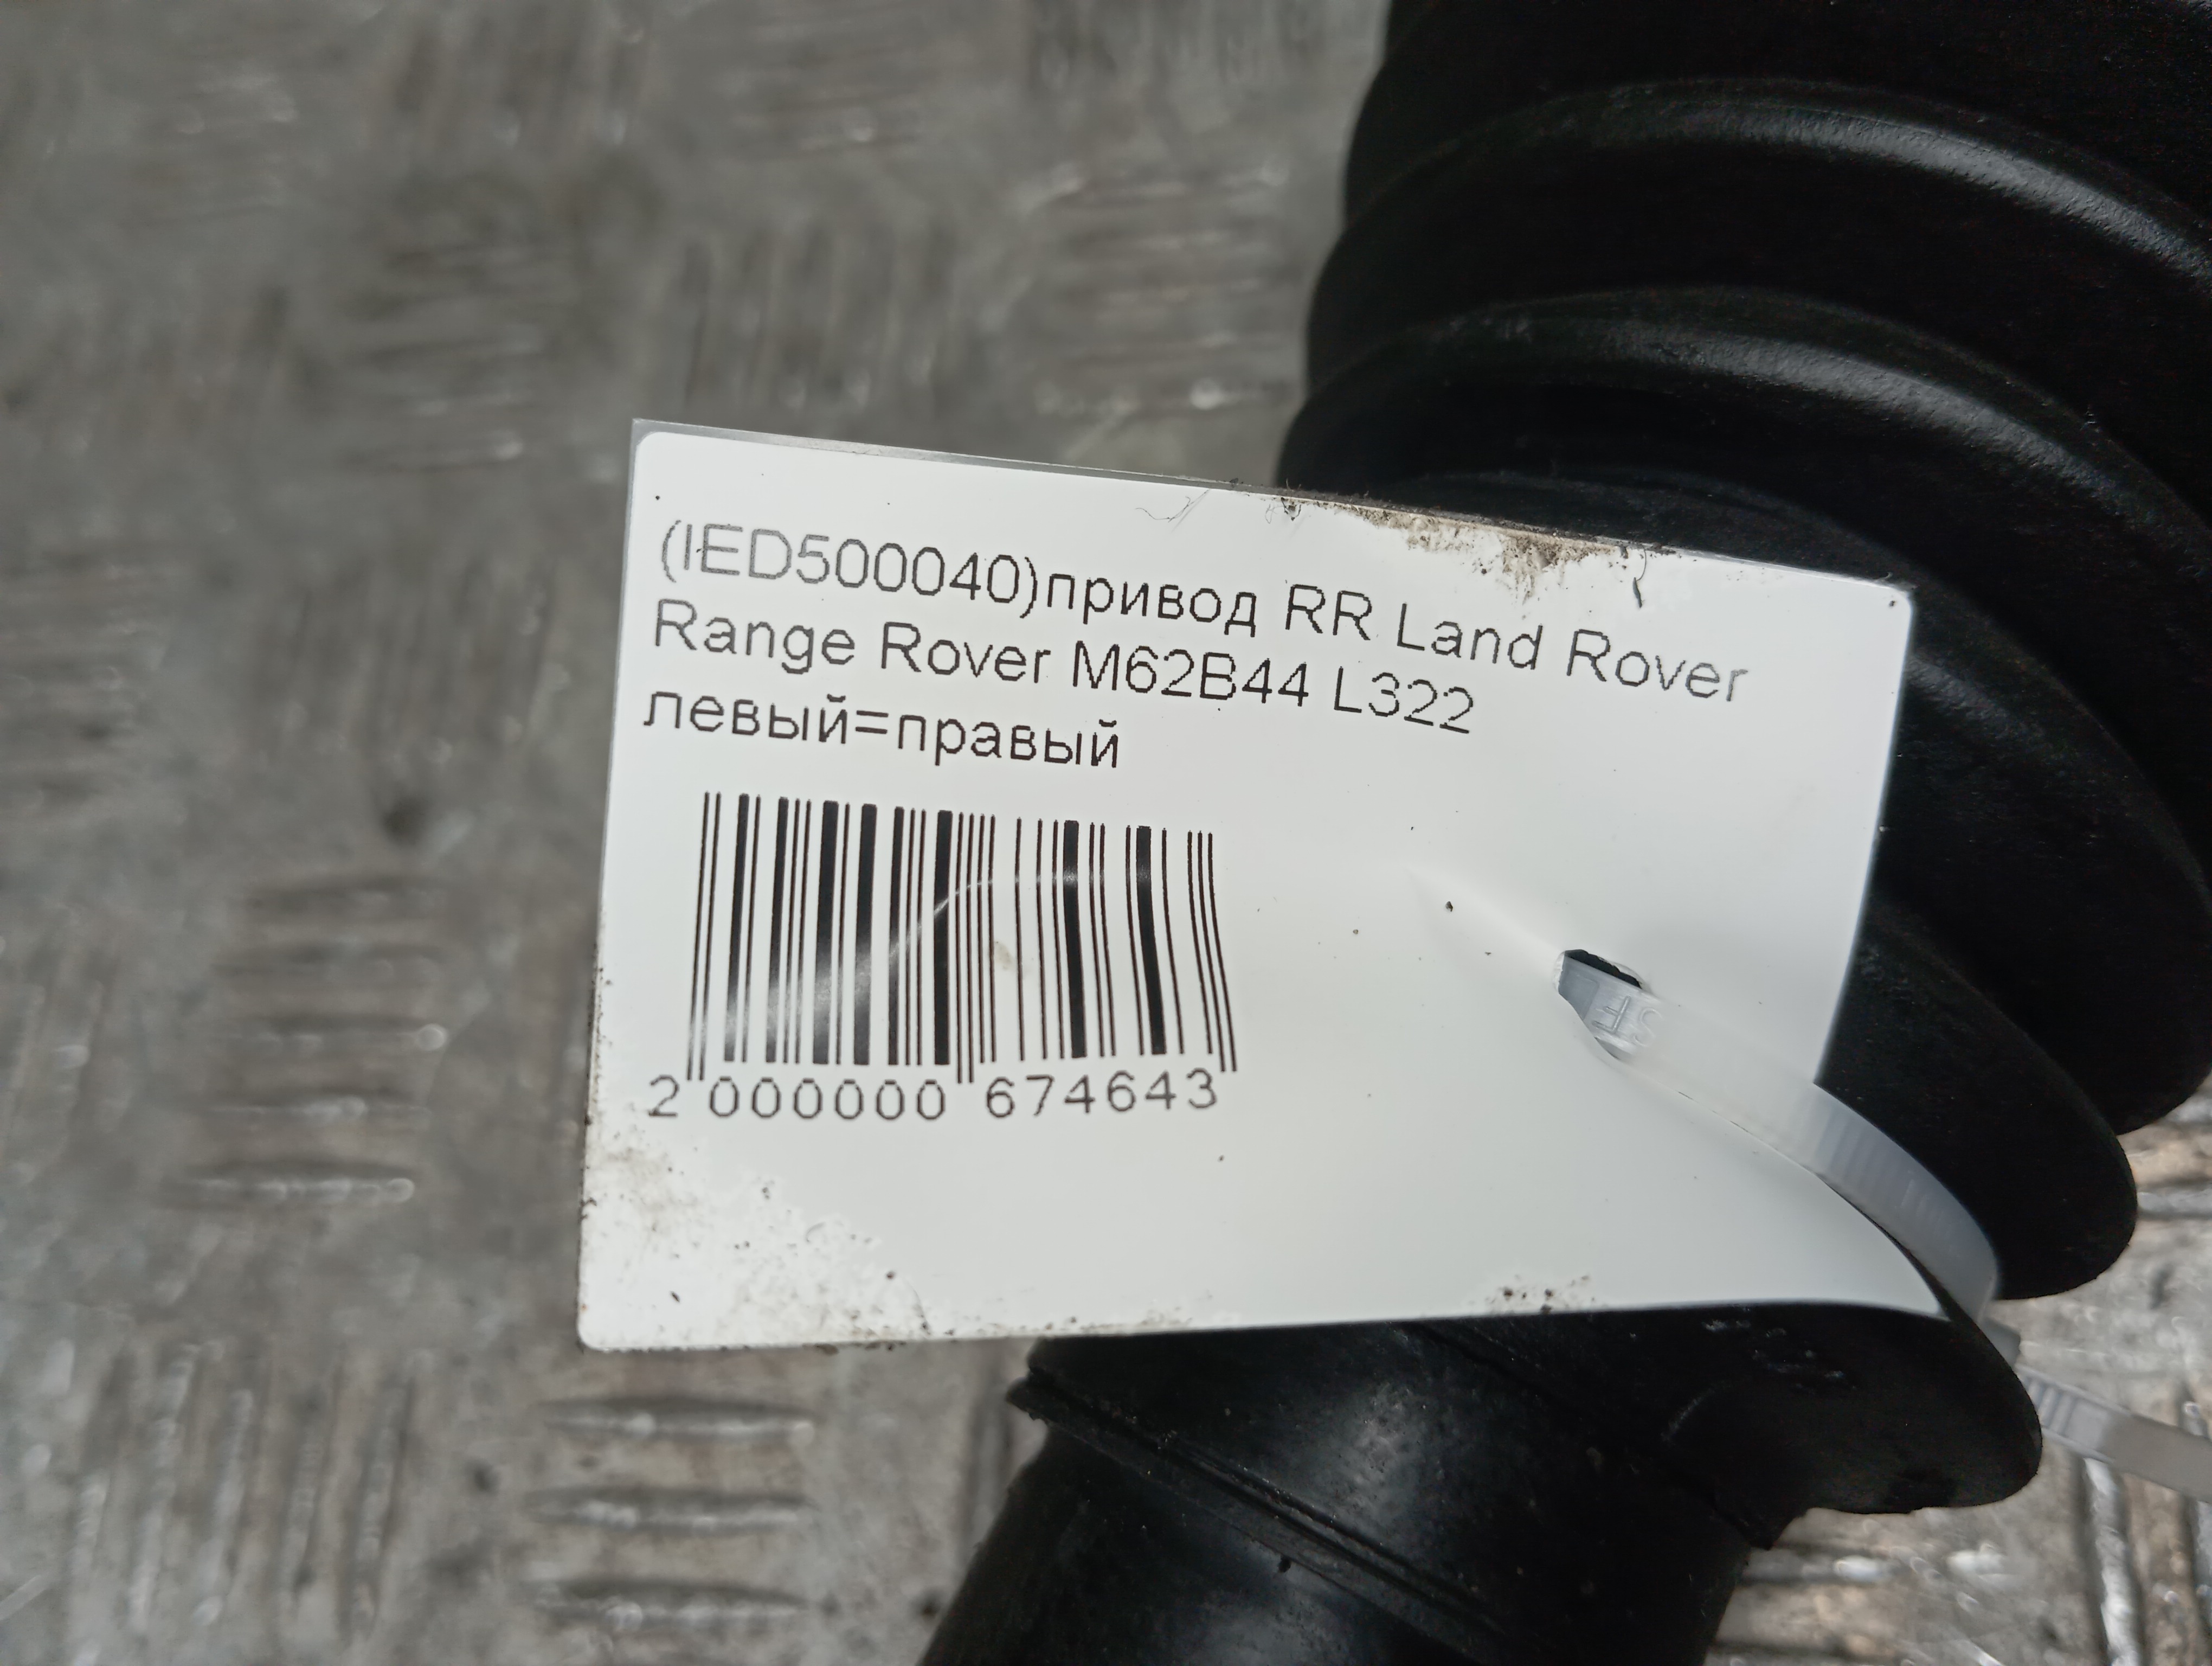 (IED500040)привод RR Land Rover
Range Rover M62B44 L322
левый=правый
2 000000 674643